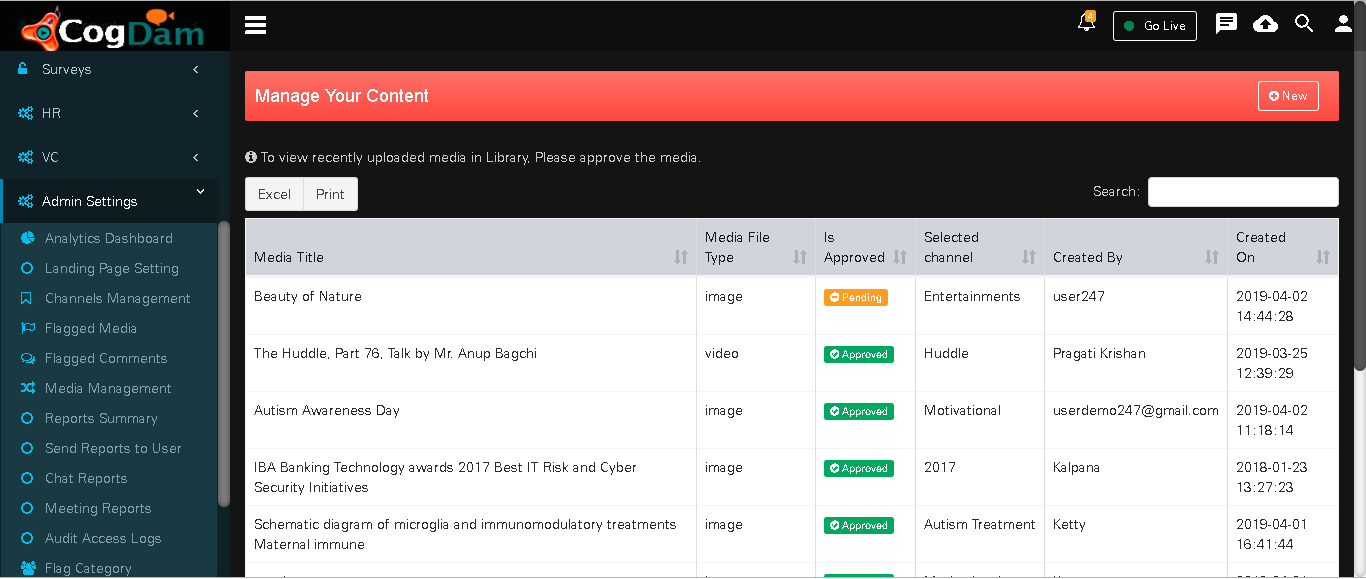 CogDam
4
Go Live
Surveys
HR
VC
Admin Settings
Analytics Dashboard
Landing Page Setting
Channels Management
Flagged Media
Flagged Comments
Media Management
Reports Summary
Send Reports to User
Chat Reports
Meeting Reports
Audit Access Logs
Flag Category
Manage Your Content
New
To view recently uploaded media in Library, Please approve the media.
Excel Print
Search:
Media Title Media File Type Is Approved Selected channel Created By Created On
Beauty of Nature image Pending Entertainments user247 2019-04-02
14:44:28
The Huddle, Part 76, Talk by Mr. Anup Bagchi video Approved Huddle Pragati Krishan 2019-03-25
12:39:29
Autism Awareness Day image Approved Motivational userdemo247@gmail.com 2019-04-02
11:18:14
IBA Banking Technology awards 2017 Best IT Risk and Cyber image Approved 2017 Kalpana 2018-01-23
Security Initiatives 13:27:23
Schematic diagram of microglia and immunomodulatory treatments image Approved Autism Treatment Ketty 2019-04-01
Maternal immune 16:41:44